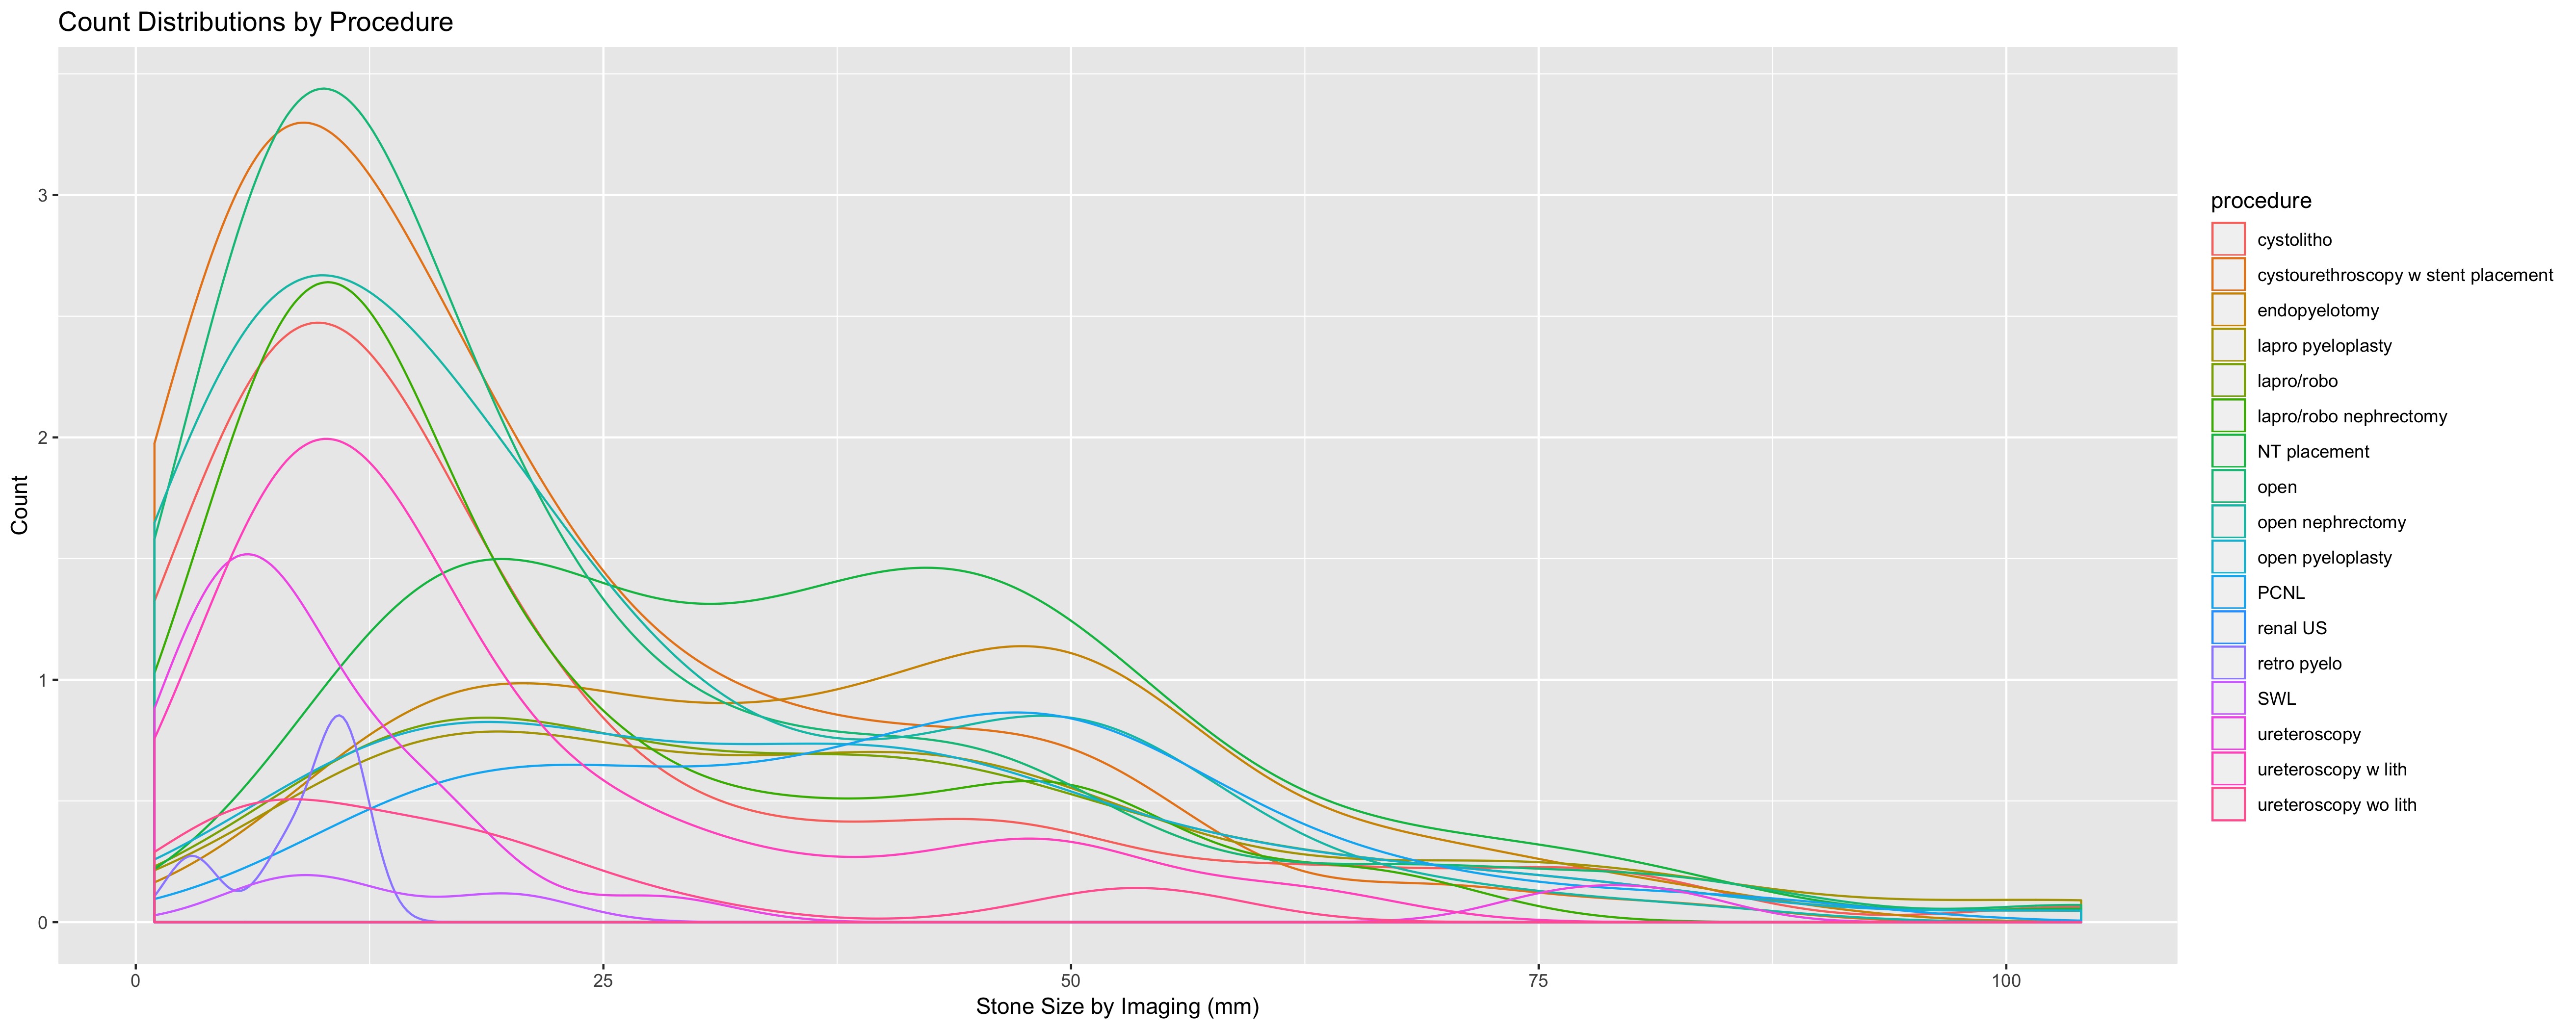 Count Distributions by Procedure
Count
3
2
1
0
0
25
50
75
100
Stone Size by Imaging (mm)
procedure
cystolitho
cystourethroscopy w stent placement
endopyelotomy
lapro pyeloplasty
lapro/robo
lapro/robo nephrectomy
NT placement
open
open nephrectomy
open pyeloplasty
PCNL
renal US
retro pyelo
SWL
ureteroscopy
ureteroscopy w lith
ureteroscopy wo lith